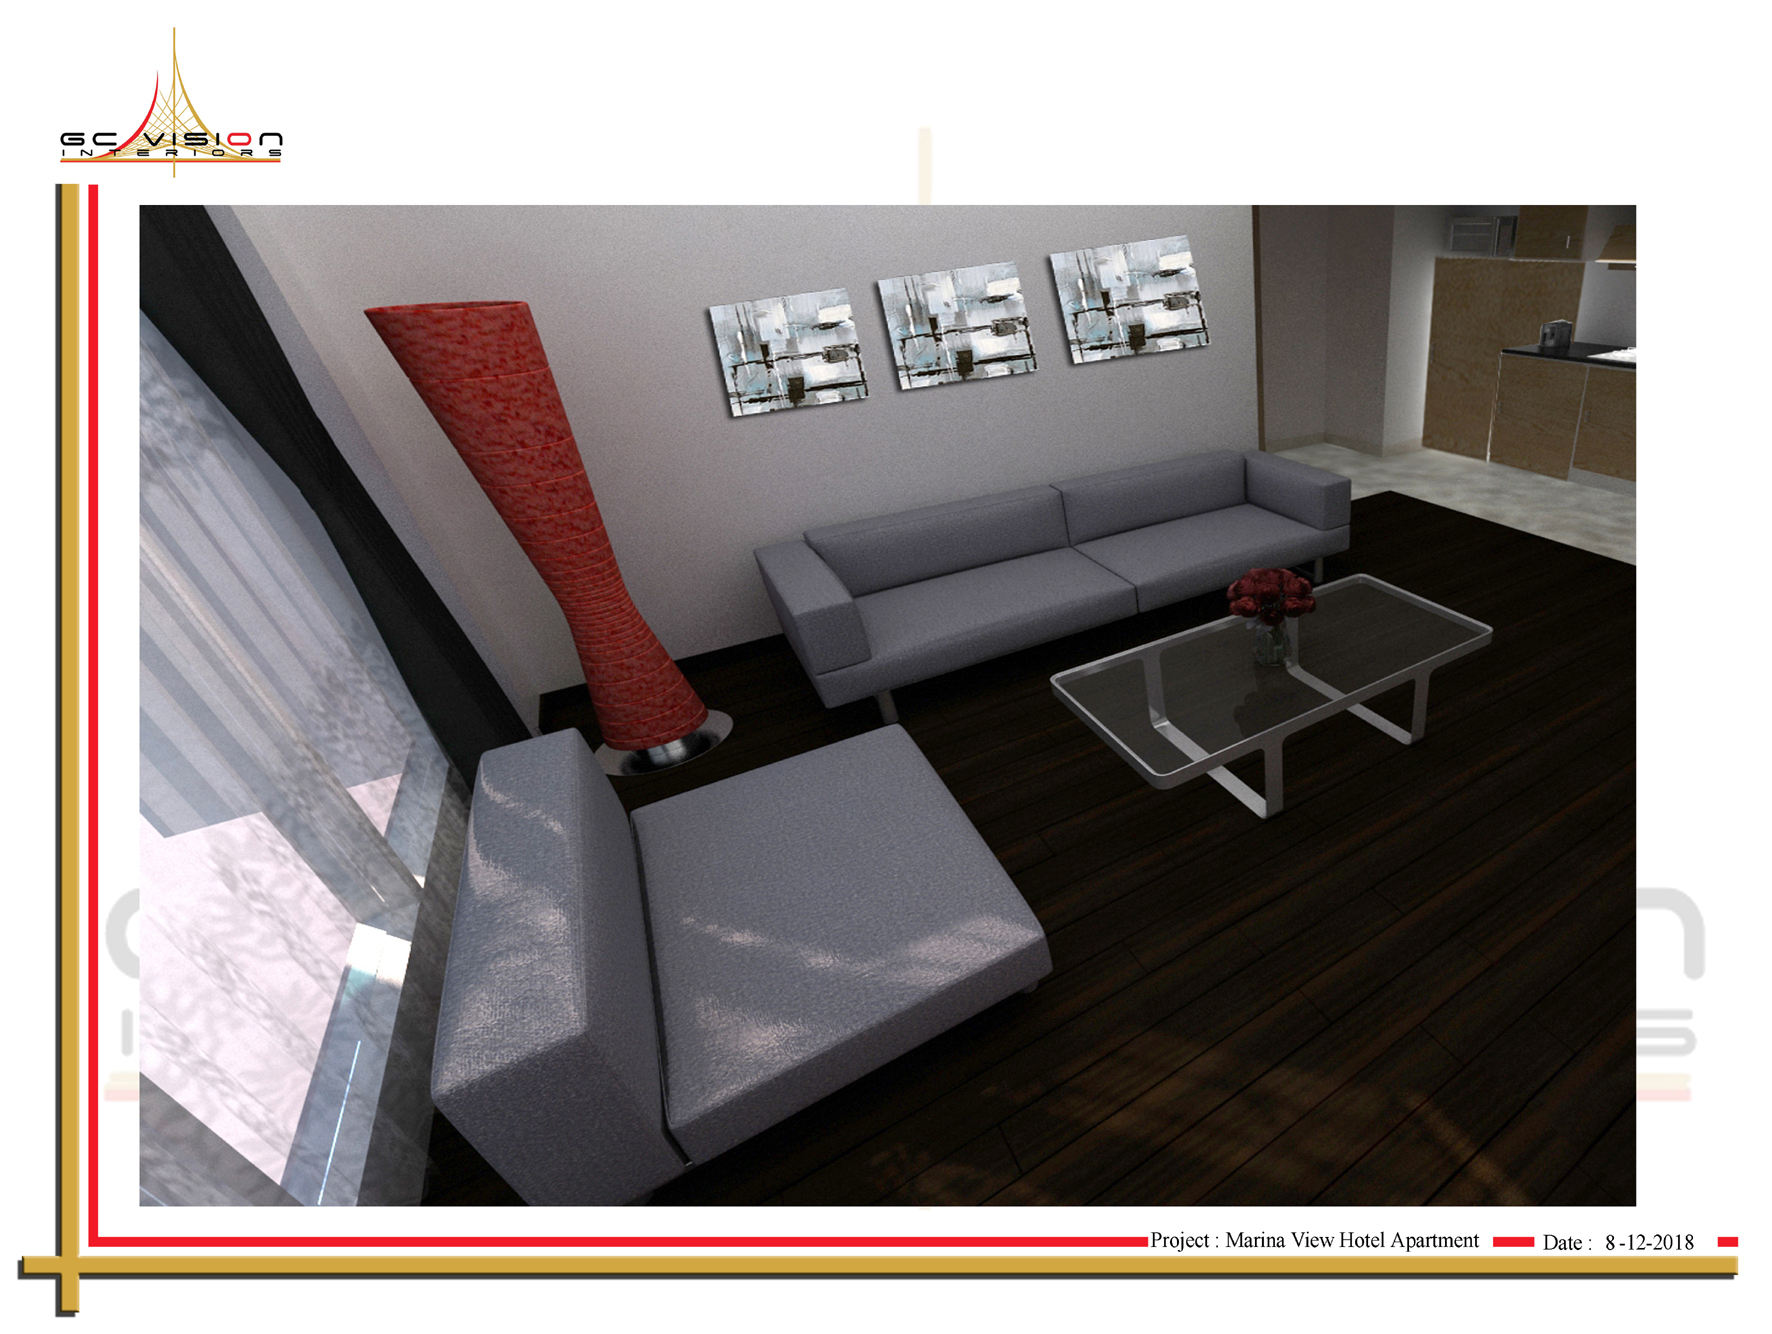 GC VISION
INTERIORS
Project : Marina View Hotel Apartment Date : 8 -12-2018